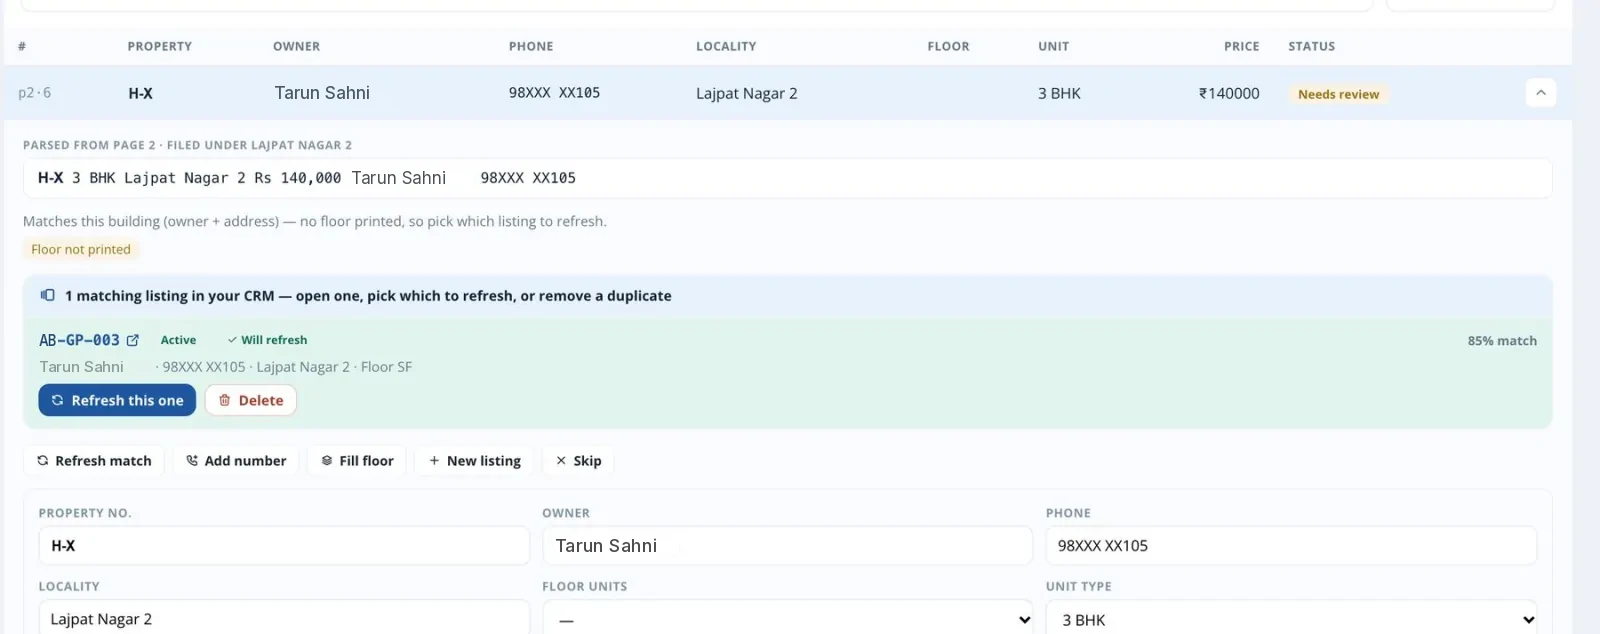 # PROPERTY OWNER PHONE LOCALITY FLOOR UNIT PRICE STATUS
p2·6 H-X Tarun Sahni 98XXX XX105 Lajpat Nagar 2 3 BHK ₹140000 Needs review
PARSED FROM PAGE 2 · FILED UNDER LAJPAT NAGAR 2
H-X 3 BHK Lajpat Nagar 2 Rs 140,000 Tarun Sahni 98XXX XX105
Matches this building (owner + address) — no floor printed, so pick which listing to refresh.
Floor not printed
1 matching listing in your CRM — open one, pick which to refresh, or remove a duplicate
AB-GP-003 Active ✓ Will refresh 85% match
Tarun Sahni · 98XXX XX105 · Lajpat Nagar 2 · Floor SF
Refresh this one Delete
Refresh match Add number Fill floor + New listing × Skip
PROPERTY NO. OWNER PHONE
H-X Tarun Sahni 98XXX XX105
LOCALITY FLOOR UNITS UNIT TYPE
Lajpat Nagar 2 — 3 BHK